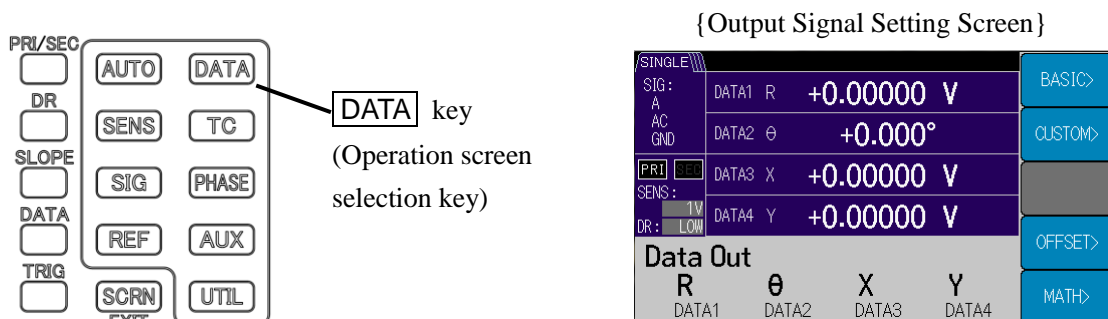 {Output Signal Setting Screen}
PRI/SEC
AUTO DATA
DR
SENS TC
SLOPE
SIG PHASE
DATA
REF AUX
TRIG
SCRN UTIL
EXIT
DATA key
(Operation screen
selection key)
SINGLE
SIG:
A
AC
GND
PRI SEC
SENS:
1V
DR: LOW
DATA1 R +0.00000 V
DATA2 θ +0.000°
DATA3 X +0.00000 V
DATA4 Y +0.00000 V
Data Out
R θ X Y
DATA1 DATA2 DATA3 DATA4
BASIC>
CUSTOM>
OFFSET>
MATH>